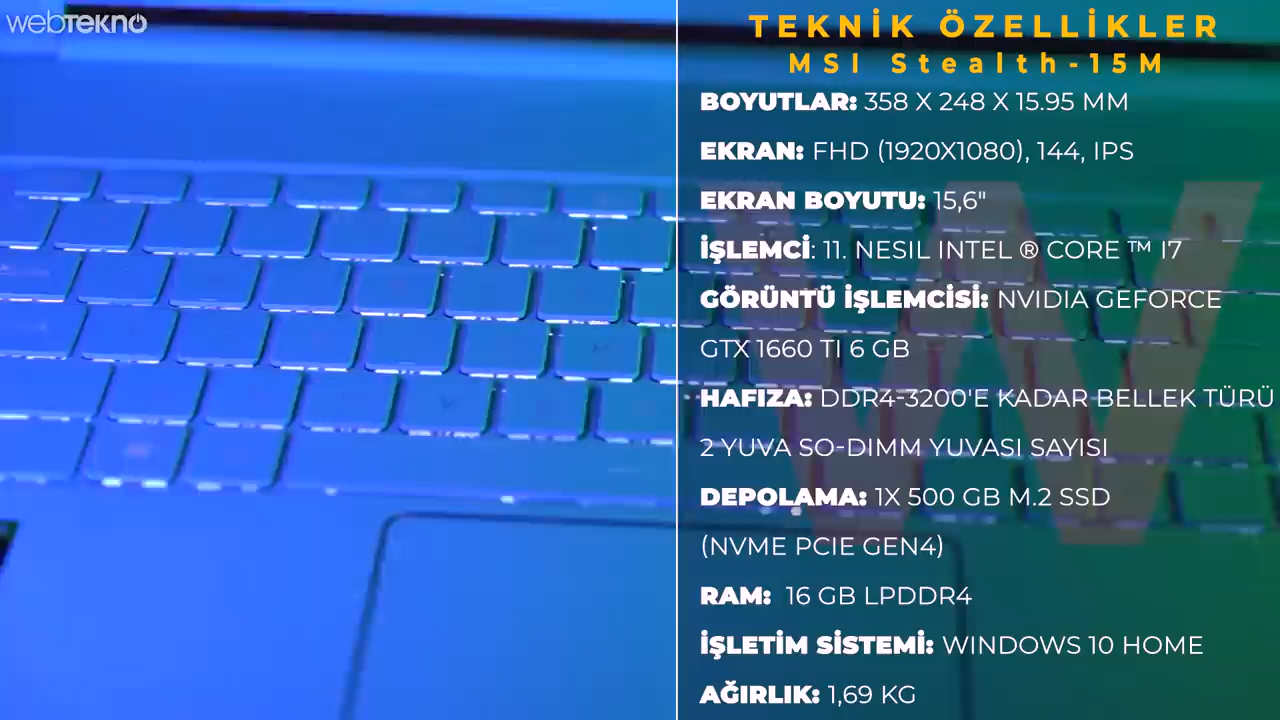 webtekno
TEKNİK ÖZELLİKLER
MSI Stealth-15M
BOYUTLAR: 358 X 248 X 15.95 MM
EKRAN: FHD (1920X1080), 144, IPS
EKRAN BOYUTU: 15,6"
İŞLEMCİ: 11. NESIL INTEL ® CORE ™ I7
GÖRÜNTÜ İŞLEMCİSİ: NVIDIA GEFORCE
GTX 1660 TI 6 GB
HAFIZA: DDR4-3200'E KADAR BELLEK TÜRÜ
2 YUVA SO-DIMM YUVASI SAYISI
DEPOLAMA: 1X 500 GB M.2 SSD
(NVME PCIE GEN4)
RAM: 16 GB LPDDR4
İŞLETİM SİSTEMİ: WINDOWS 10 HOME
AĞIRLIK: 1,69 KG